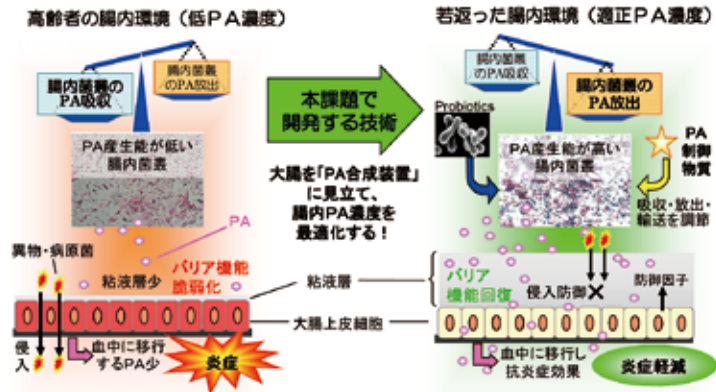 高齢者の腸内環境（低PA濃度）
腸内菌叢の
PA吸収
腸内菌叢
のPA放出
PA産生能が低い
腸内菌叢
PA
異物・病原菌
粘液層少
バリア機能
脆弱化
侵
入
血中に移行
するPA少
炎症
本課題で
開発する技術
大腸を「PA合成装置」
に見立て、
腸内PA濃度を
最適化する！
粘液層
大腸上皮細胞
若返った腸内環境（適正PA濃度）
腸内菌叢の
PA吸収
腸内菌叢の
PA放出
Probiotics
PA産生能が高い
腸内菌叢
PA
制御
物質
吸収・放出・
輸送を調節
バリア
機能回復
侵入防御
防御因子
血中に移行し
抗炎症効果
炎症軽減